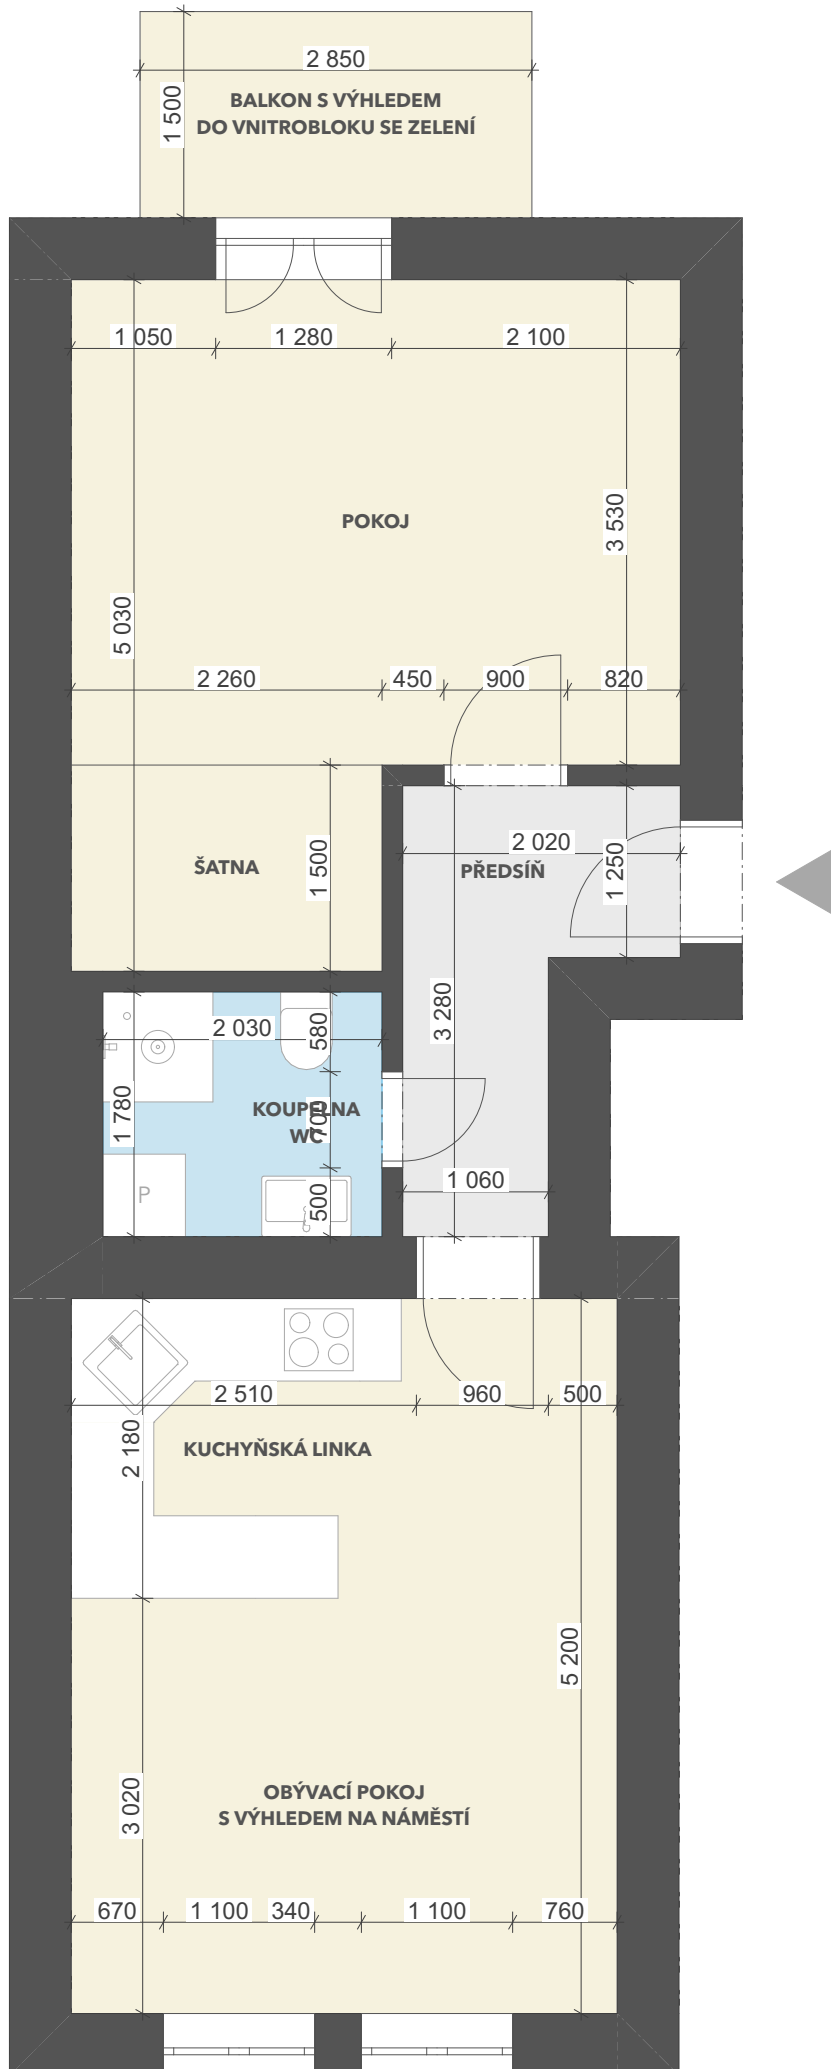 2 850
1 500
BALKON S VÝHLEDEM
DO VNITROBLOKU SE ZELENÍ
1 050
1 280
2 100
POKOJ
3 530
5 030
2 260
450
900
820
ŠATNA
1 500
2 020
PŘEDSÍŇ
1 250
3 280
2 030
580
1 780
KOUPELNA
WC
700
P
500
1 060
2 510
960
500
2 180
KUCHYŇSKÁ LINKA
5 200
3 020
OBÝVACÍ POKOJ
S VÝHLEDEM NA NÁMĚSTÍ
670
1 100
340
1 100
760